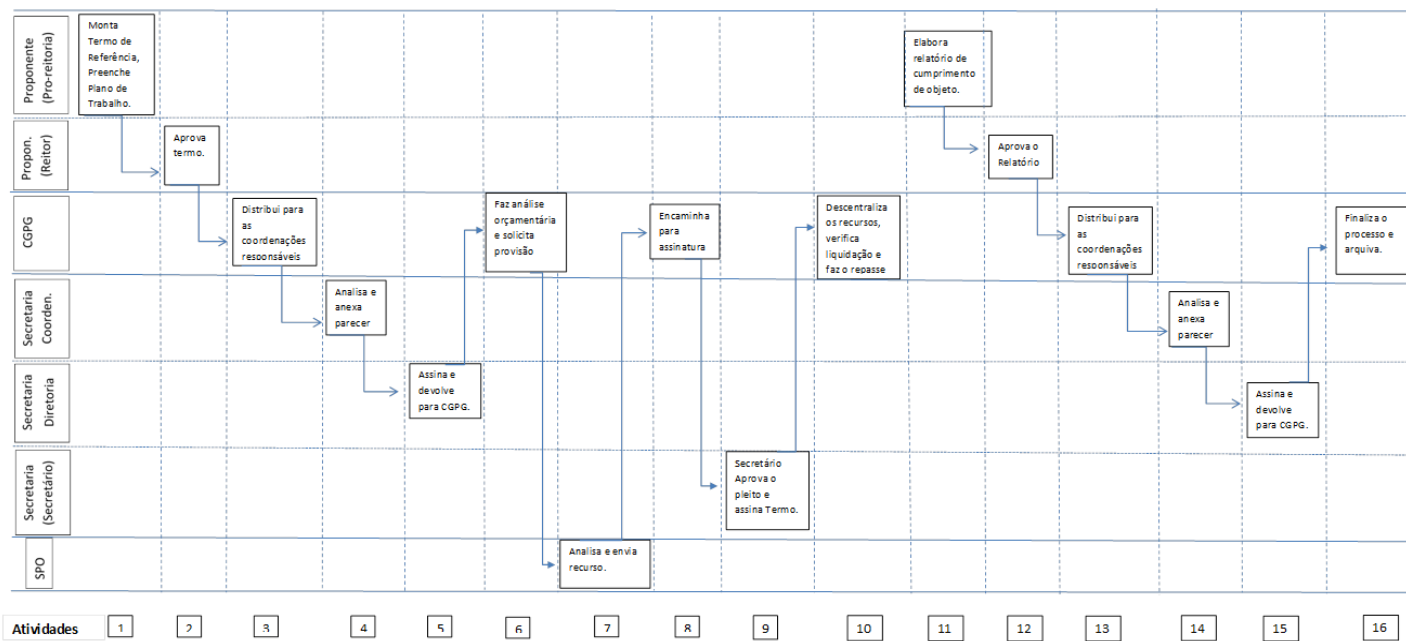 Proponente
(Pro-reitoria)
Monta
Termo de
Referência,
Preenche
Plano de
Trabalho.
Elabora
relatório de
cumprimento
de objeto.
Propon.
(Reitor)
Aprova
termo.
Aprova o
Relatório
CGPG
Distribui para
as
coordenações
responsáveis
Faz análise
orçamentária
e solicita
provisão
Encaminha
para
assinatura
Descentraliza
os recursos,
verifica
liquidação e
faz o repasse
Distribui para
as
coordenações
responsáveis
Finaliza o
processo e
arquiva.
Secretaria
Coorden.
Analisa e
anexa
parecer
Analisa e
anexa
parecer
Secretaria
Diretoria
Assina e
devolve
para CGPG.
Assina e
devolve
para CGPG.
Secretaria
(Secretário)
Secretário
Aprova o
pleito e
assina Termo.
SPO
Analisa e envia
recurso.
Atividades 1 2 3 4 5 6 7 8 9 10 11 12 13 14 15 16